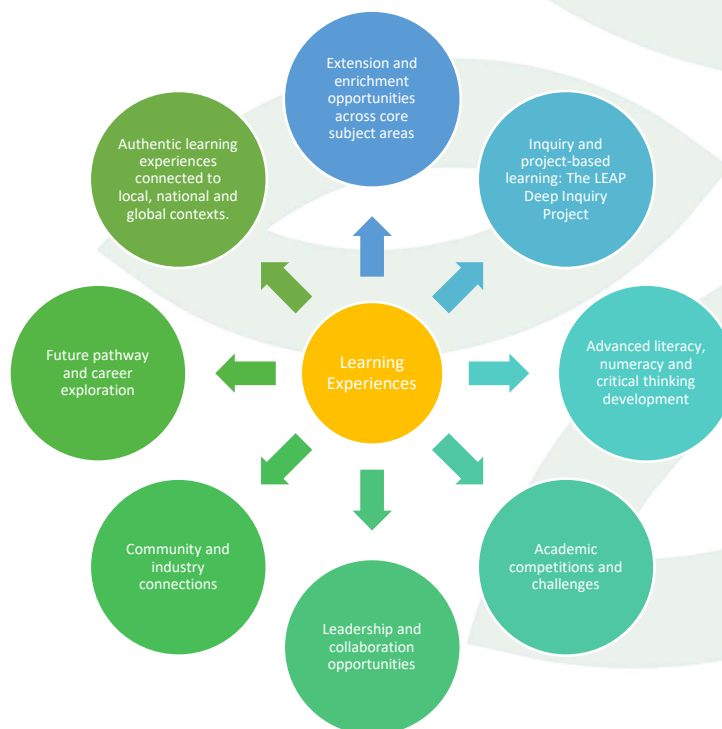 Learning
Experiences
Extension and
enrichment
opportunities
across core
subject areas
Inquiry and
project-based
learning: The LEAP
Deep Inquiry
Project
Advanced literacy,
numeracy and
critical thinking
development
Academic
competitions and
challenges
Leadership and
collaboration
opportunities
Community and
industry
connections
Future pathway
and career
exploration
Authentic learning
experiences
connected to
local, national and
global contexts.